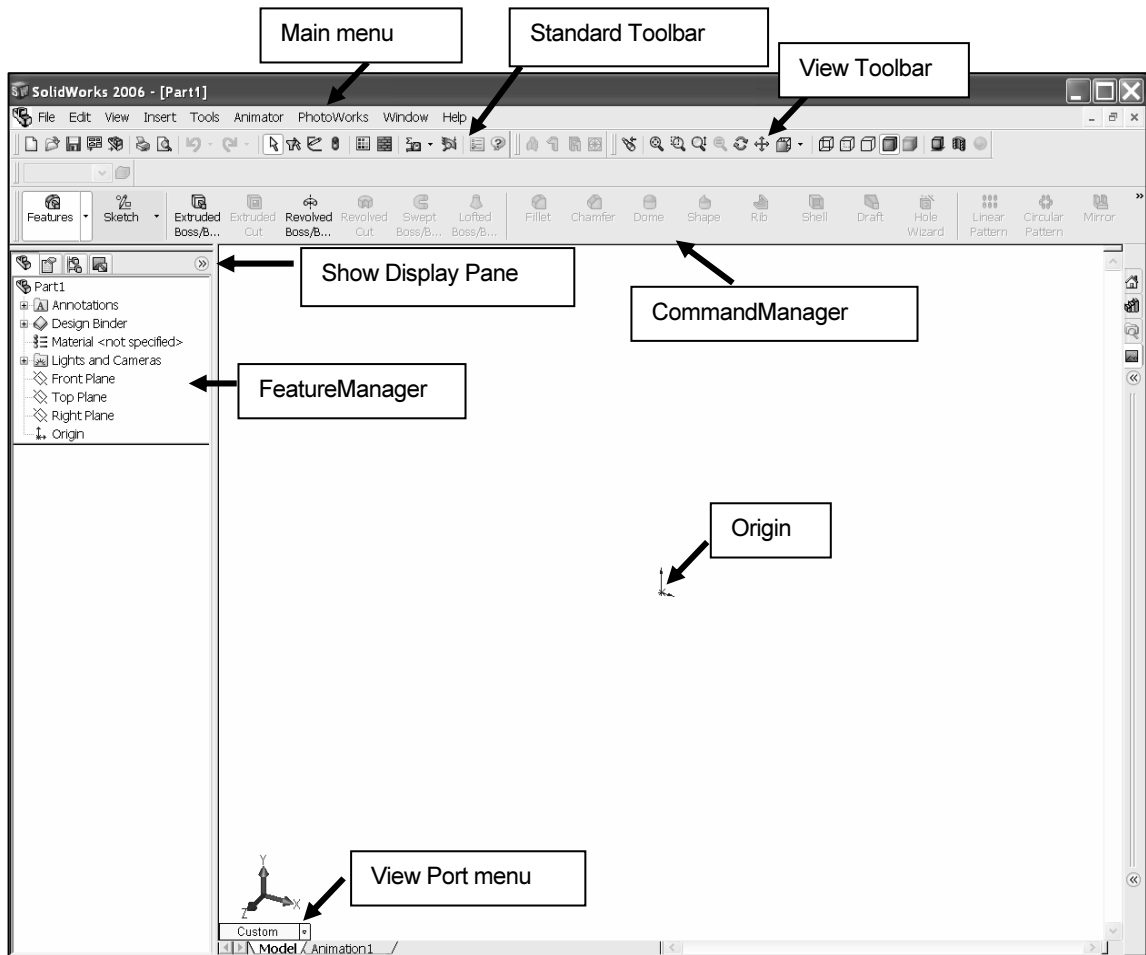 Main menu
Standard Toolbar
View Toolbar
SolidWorks 2006 - [Part1]
File Edit View Insert Tools Animator PhotoWorks Window Help
Features Sketch Extruded Boss/B... Extruded Cut Revolved Boss/B... Revolved Cut Swept Boss/B... Lofted Boss/B... Fillet Chamfer Dome Shape Rib Shell Draft Hole Wizard Linear Pattern Circular Pattern Mirror
Show Display Pane
CommandManager
Part1
Annotations
Design Binder
Material <not specified>
Lights and Cameras
Front Plane
Top Plane
Right Plane
Origin
FeatureManager
Origin
View Port menu
Y
X
Z
Custom
Model Animation1